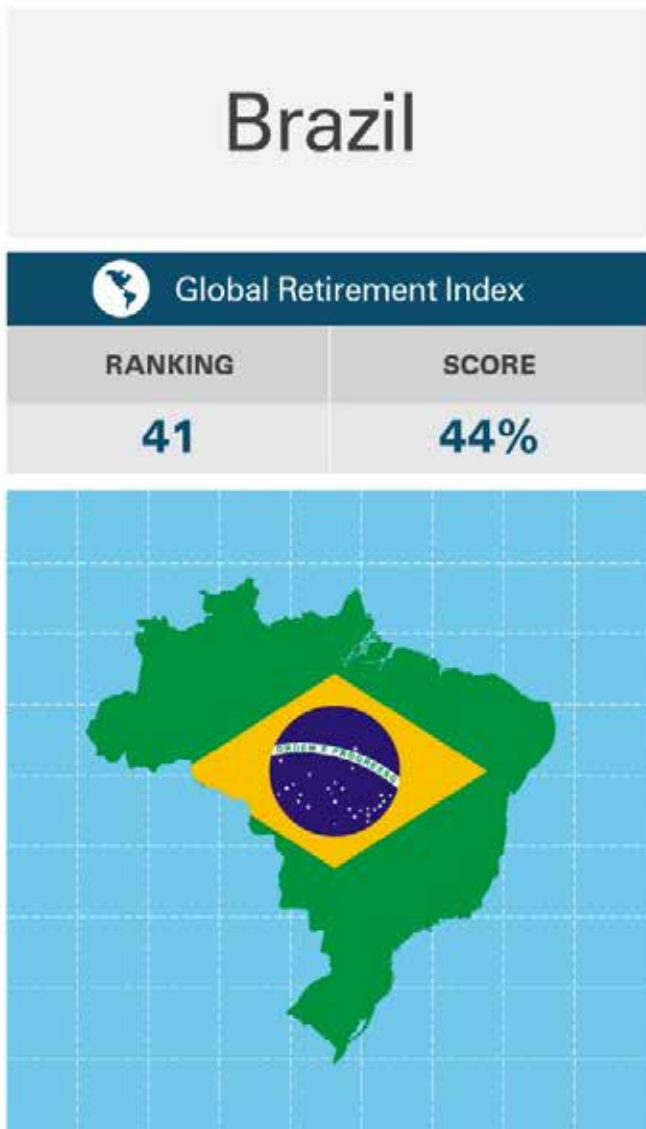 Brazil
Global Retirement Index
RANKING SCORE
41 44%
ORDEM E PROGRESSO